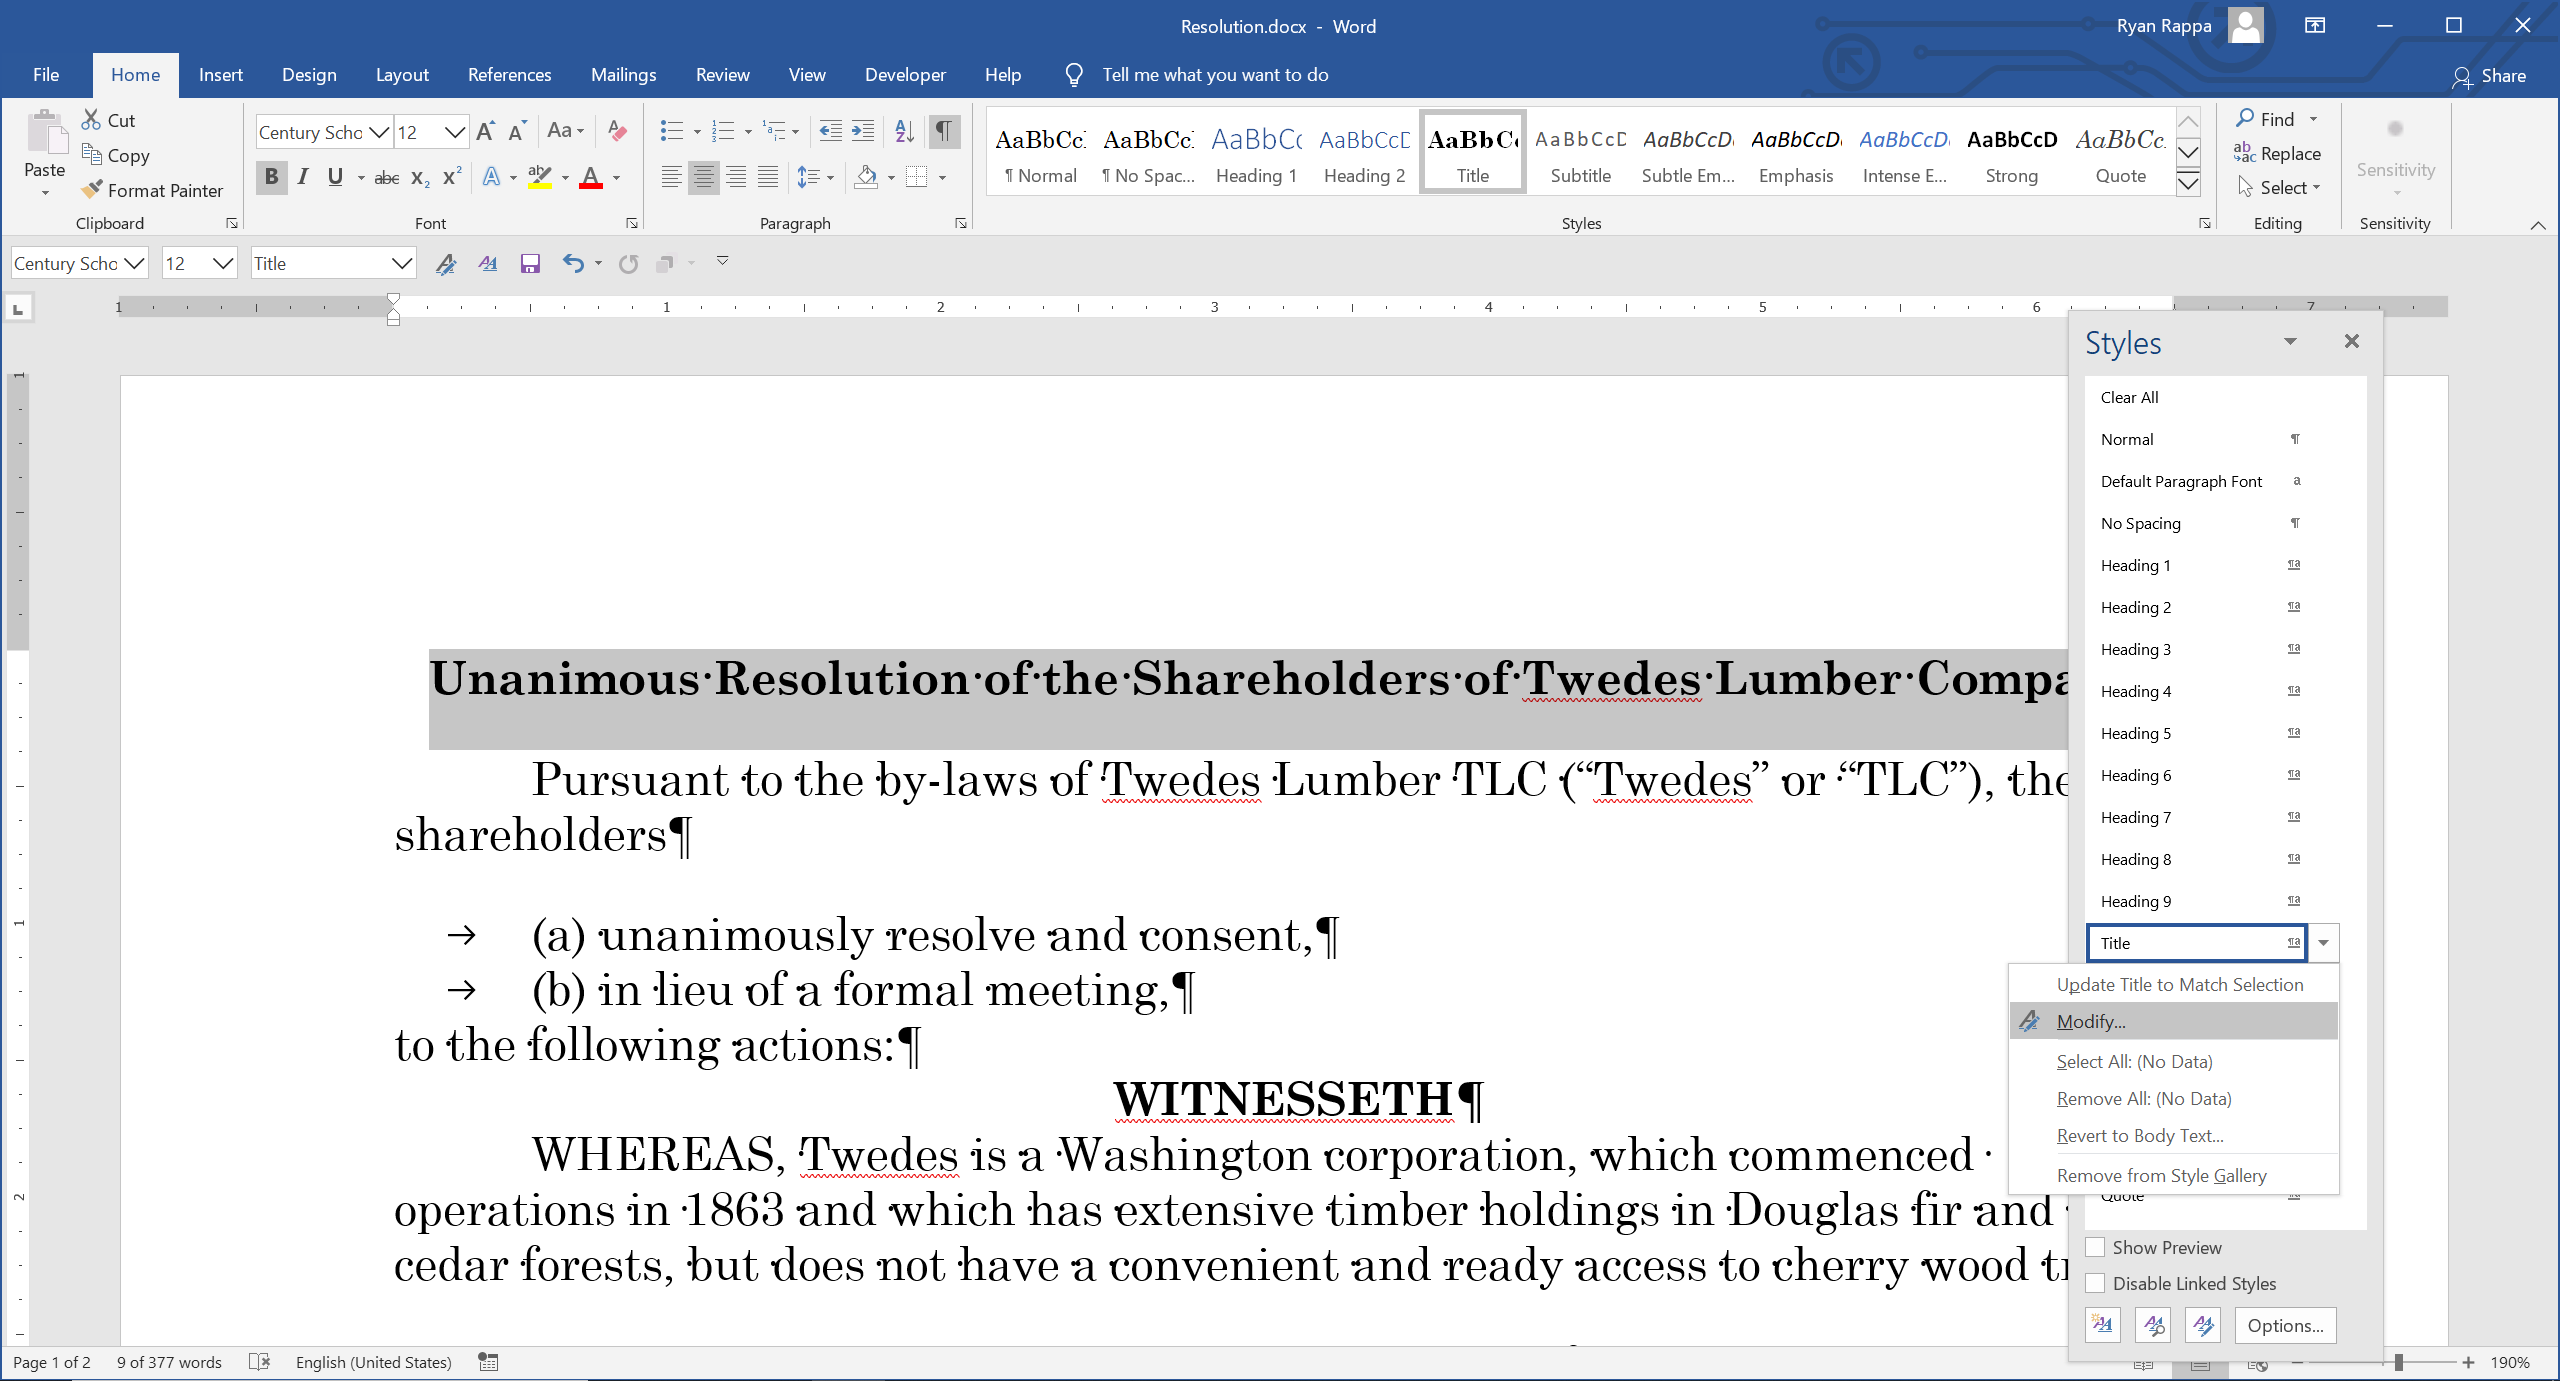 Resolution.docx - Word
Ryan Rappa
File Home Insert Design Layout References Mailings Review View Developer Help Tell me what you want to do
Share
Paste
Cut
Copy
Format Painter
Clipboard
Century Scho 12
Font
Paragraph
AaBbCc AaBbCc AaBbCc AaBbCcD AaBbC AaBbCcD AaBbCcD AaBbCcD AaBbCcD AaBbCcD AaBbCc
¶ Normal ¶ No Spac... Heading 1 Heading 2 Title Subtitle Subtle Em... Emphasis Intense E... Strong Quote
Styles
Find
Replace
Select
Editing
Sensitivity
Sensitivity
Century Scho 12 Title
1 1 2 3 4 5 6 7
Unanimous·Resolution·of·the·Shareholders·of·Twedes·Lumber·Compa
Pursuant·to·the·by-laws·of·Twedes·Lumber·TLC·(“Twedes”·or·“TLC”),·the
shareholders¶
→ (a)·unanimously·resolve·and·consent,¶
→ (b)·in·lieu·of·a·formal·meeting,¶
to·the·following·actions:¶
WITNESSETH¶
WHEREAS,·Twedes·is·a·Washington·corporation,·which·commenced·
operations·in·1863·and·which·has·extensive·timber·holdings·in·Douglas·fir·and·
cedar·forests,·but·does·not·have·a·convenient·and·ready·access·to·cherry·wood·tr
1
1
2
Styles
Clear All
Normal ¶
Default Paragraph Font a
No Spacing ¶
Heading 1 ¶a
Heading 2 ¶a
Heading 3 ¶a
Heading 4 ¶a
Heading 5 ¶a
Heading 6 ¶a
Heading 7 ¶a
Heading 8 ¶a
Heading 9 ¶a
Title ¶a
Update Title to Match Selection
Modify...
Select All: (No Data)
Remove All: (No Data)
Revert to Body Text...
Remove from Style Gallery
Quote
Show Preview
Disable Linked Styles
Options...
Page 1 of 2 9 of 377 words English (United States)
190%